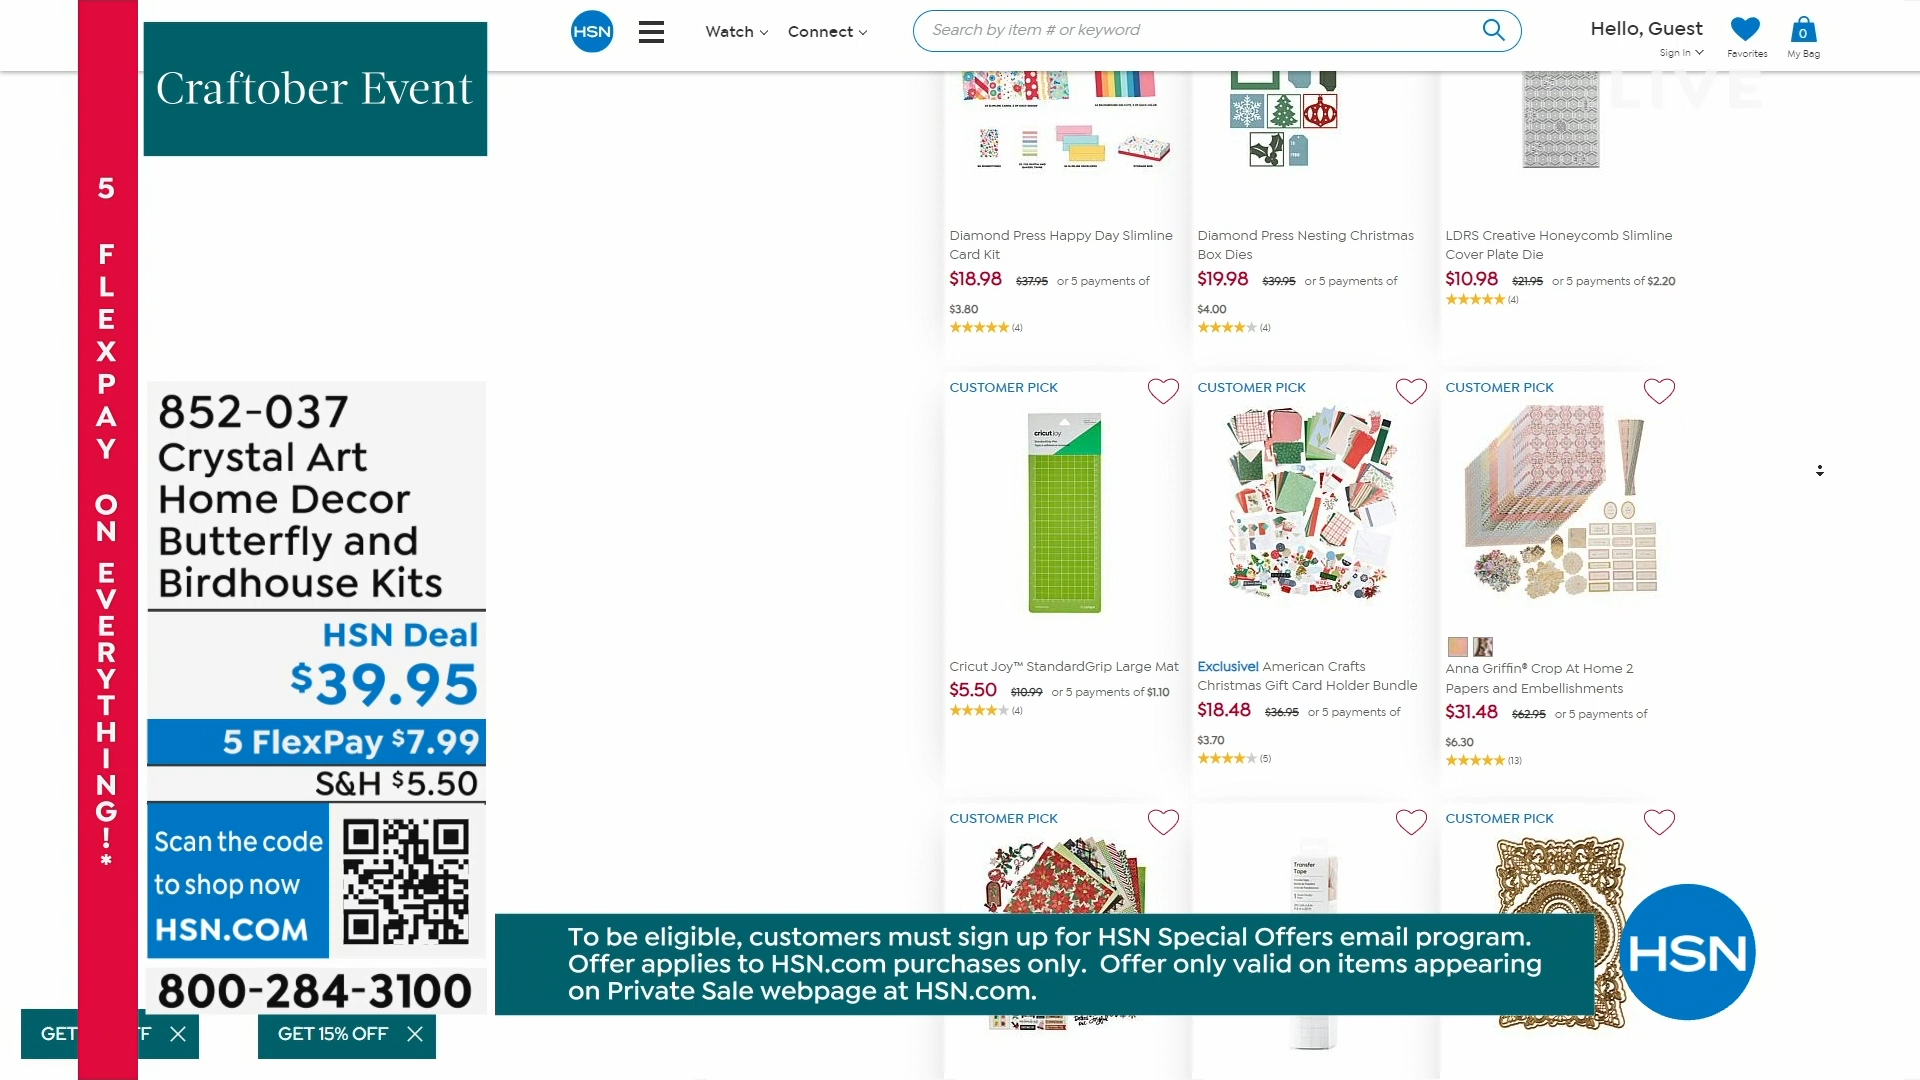 HSN
Watch
Connect
Search by item # or keyword
Hello, Guest
Sign In
Favorites
0
My Bag
LIVE
Craftober Event
5 FLEXPAY ON EVERYTHING!*
Diamond Press Happy Day Slimline
Card Kit
$18.98 $37.95 or 5 payments of
$3.80
(4)
Diamond Press Nesting Christmas
Box Dies
$19.98 $39.95 or 5 payments of
$4.00
(4)
LDRS Creative Honeycomb Slimline
Cover Plate Die
$10.98 $21.95 or 5 payments of $2.20
(4)
852-037
Crystal Art
Home Decor
Butterfly and
Birdhouse Kits
HSN Deal
$39.95
5 FlexPay $7.99
S&H $5.50
Scan the code
to shop now
HSN.COM
800-284-3100
CUSTOMER PICK
cricut joy
Cricut Joy™ StandardGrip Large Mat
$5.50 $10.99 or 5 payments of $1.10
(4)
CUSTOMER PICK
Exclusive! American Crafts
Christmas Gift Card Holder Bundle
$18.48 $36.95 or 5 payments of
$3.70
(5)
CUSTOMER PICK
Anna Griffin® Crop At Home 2
Papers and Embellishments
$31.48 $62.95 or 5 payments of
$6.30
(13)
CUSTOMER PICK
Transfer
Tape
CUSTOMER PICK
To be eligible, customers must sign up for HSN Special Offers email program.
Offer applies to HSN.com purchases only. Offer only valid on items appearing
on Private Sale webpage at HSN.com.
HSN
GET
FF
GET 15% OFF